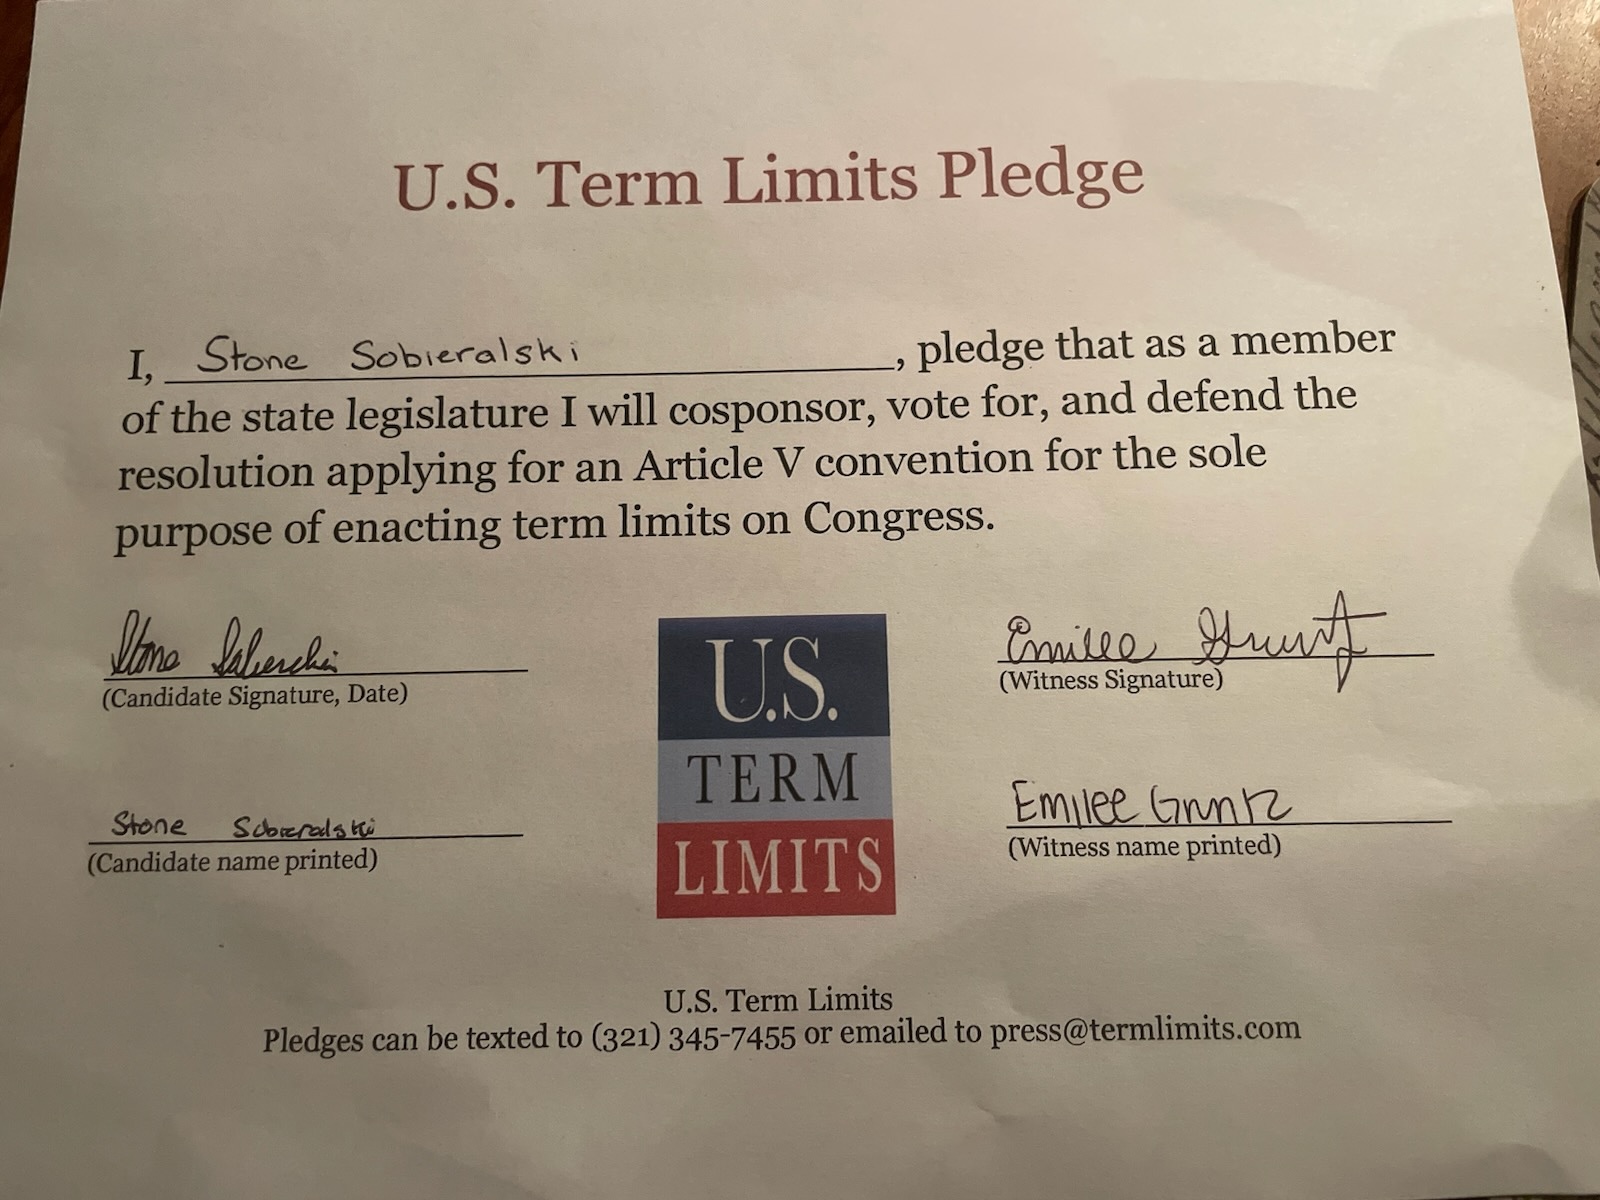 U.S. Term Limits Pledge
I, Stone Sobieralski, pledge that as a member
of the state legislature I will cosponsor, vote for, and defend the
resolution applying for an Article V convention for the sole
purpose of enacting term limits on Congress.
Stone Sobieralski
(Candidate Signature, Date)
Emilee
(Witness Signature)
Stone Sobieralski
(Candidate name printed)
Emilee
(Witness name printed)
U.S.
TERM
LIMITS
U.S. Term Limits
Pledges can be texted to (321) 345-7455 or emailed to press@termlimits.com